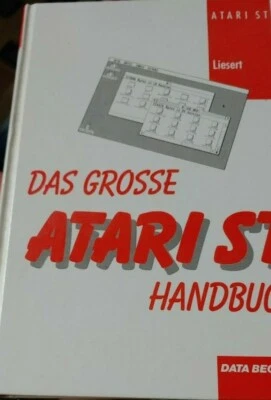 ATARI ST
Liesert
DAS GROSSE
ATARI ST
HANDBUC
DATA BEC